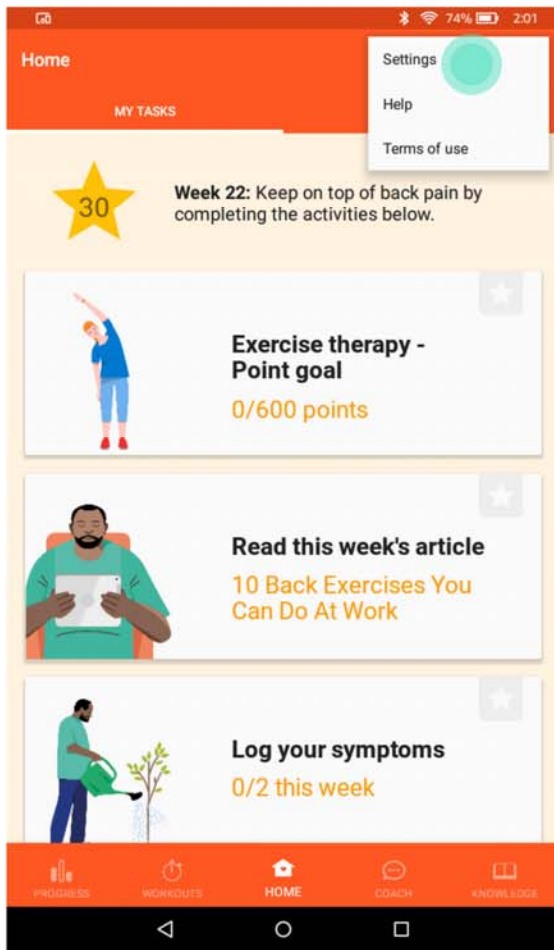 74% 2:01
Home
Settings
Help
Terms of use
MY TASKS
30
Week 22: Keep on top of back pain by
completing the activities below.
Exercise therapy -
Point goal
0/600 points
Read this week's article
10 Back Exercises You
Can Do At Work
Log your symptoms
0/2 this week
PROGRESS WORKOUTS HOME COACH KNOWLEDGE